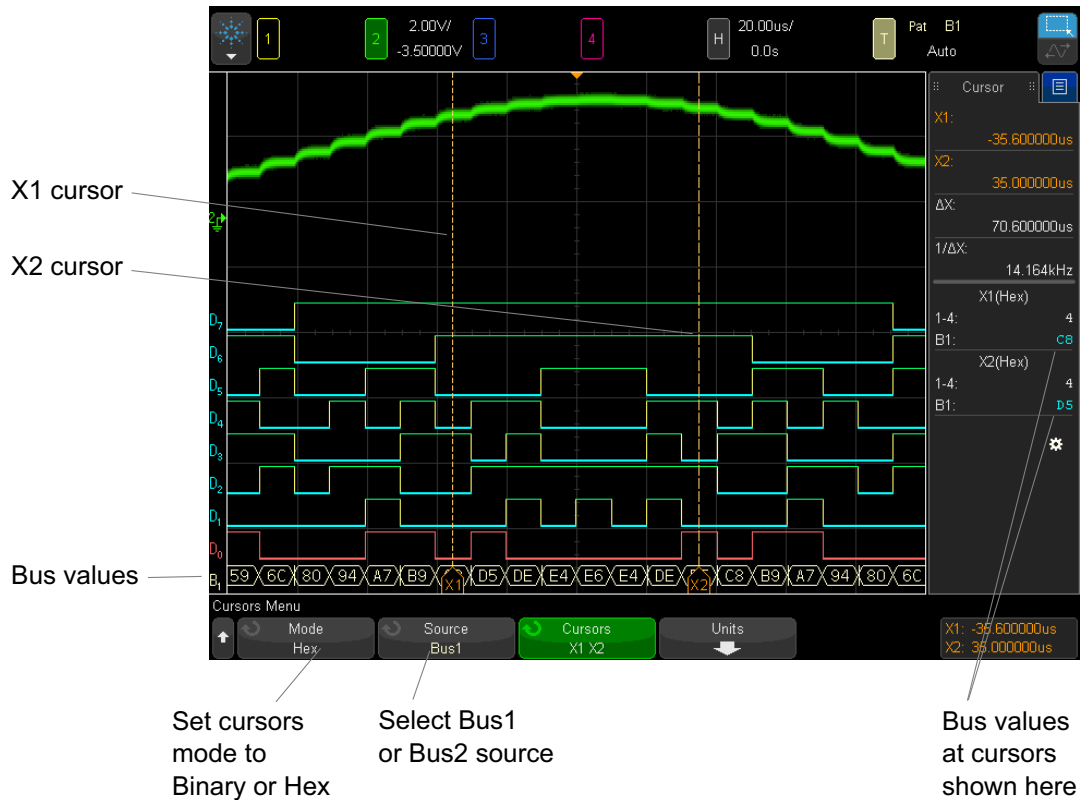 1
2
2.00V/
-3.50000V
3
4
H
20.00us/
0.0s
T
Pat B1
Auto
Cursor
X1:
-35.600000us
X2:
35.000000us
ΔX:
70.600000us
1/ΔX:
14.164kHz
X1(Hex)
1-4: 4
B1: C8
X2(Hex)
1-4: 4
B1: D5
X1 cursor
X2 cursor
2
D7
D6
D5
D4
D3
D2
D1
D0
Bus values
B1
59 6C 80 94 A7 B9 X1 D5 DE E4 E6 E4 DE X2 C8 B9 A7 94 80 6C
Cursors Menu
Mode
Hex
Source
Bus1
Cursors
X1 X2
Units
X1: -35.600000us
X2: 35.000000us
Set cursors
mode to
Binary or Hex
Select Bus1
or Bus2 source
Bus values
at cursors
shown here